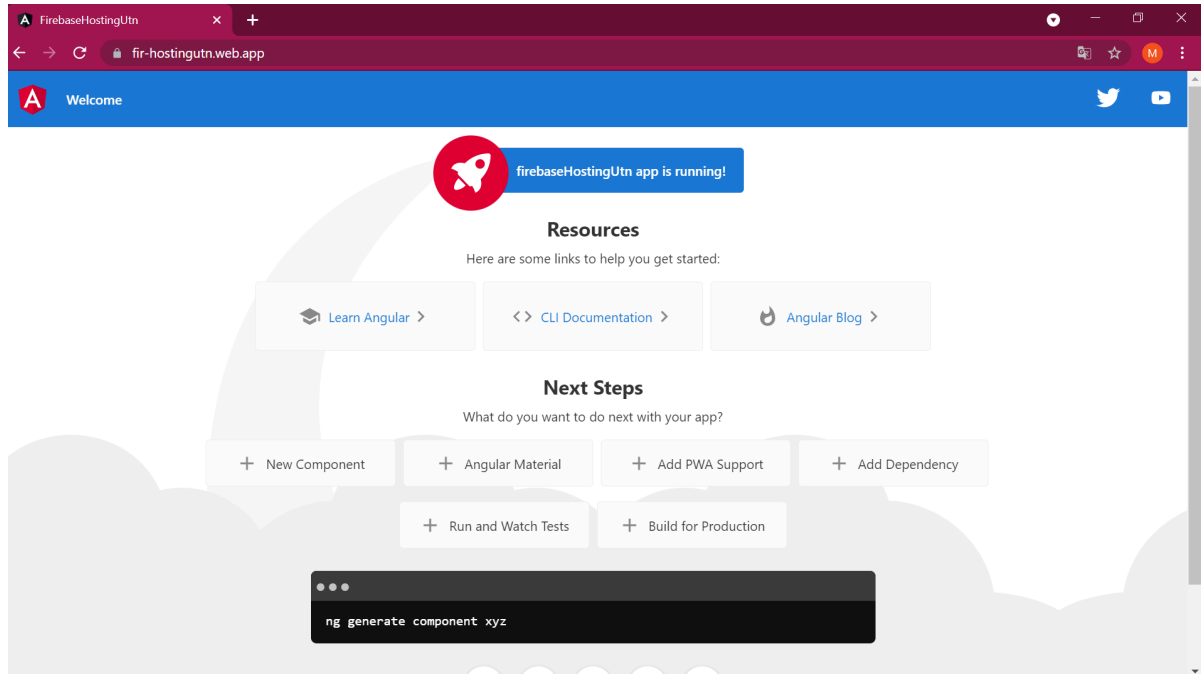 FirebaseHostingUtn
fir-hostingutn.web.app
M
Welcome
firebaseHostingUtn app is running!
Resources
Here are some links to help you get started:
Learn Angular
CLI Documentation
Angular Blog
Next Steps
What do you want to do next with your app?
New Component
Angular Material
Add PWA Support
Add Dependency
Run and Watch Tests
Build for Production
ng generate component xyz